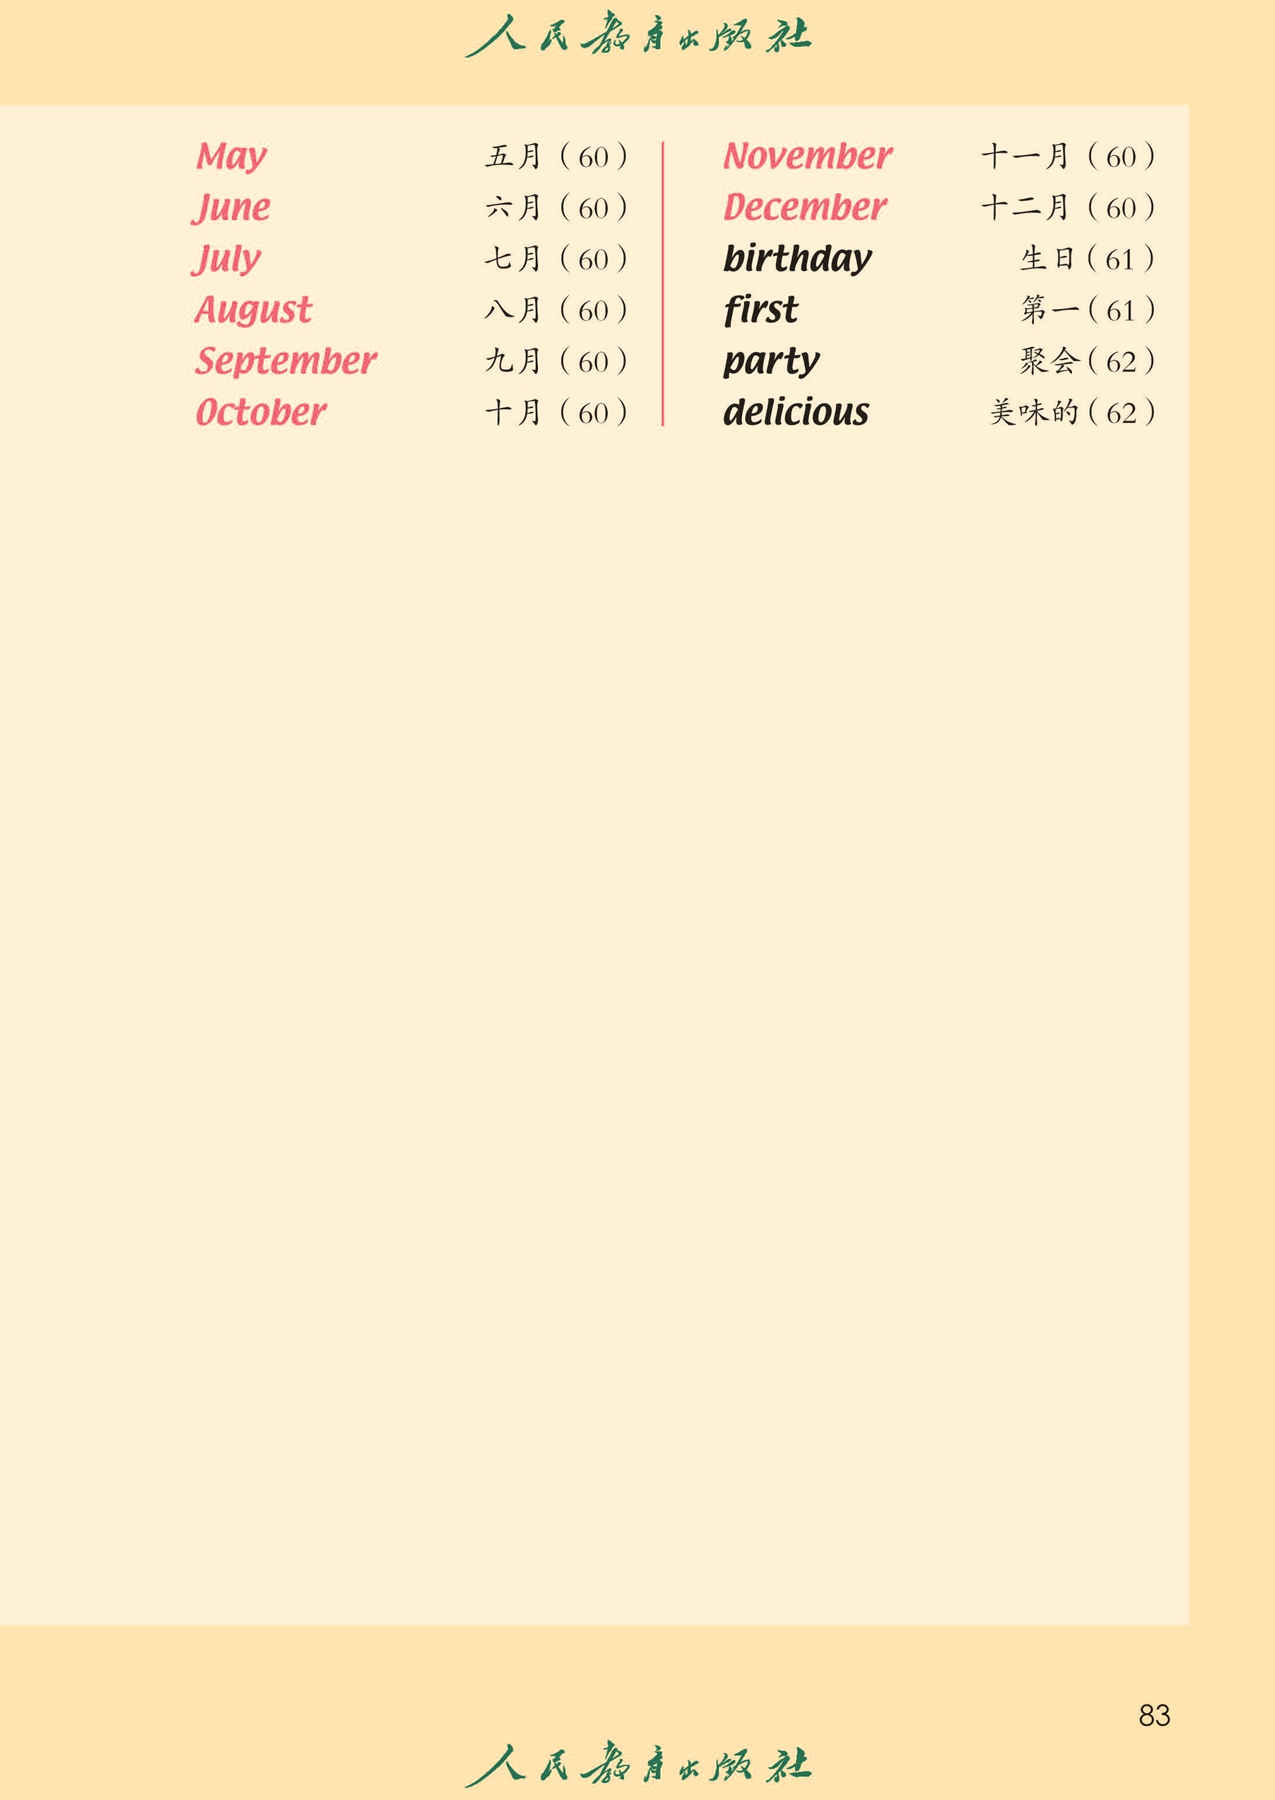 人民教育出版社
May 五月（60）
June 六月（60）
July 七月（60）
August 八月（60）
September 九月（60）
October 十月（60）
November 十一月（60）
December 十二月（60）
birthday 生日（61）
first 第一（61）
party 聚会（62）
delicious 美味的（62）
83
人民教育出版社